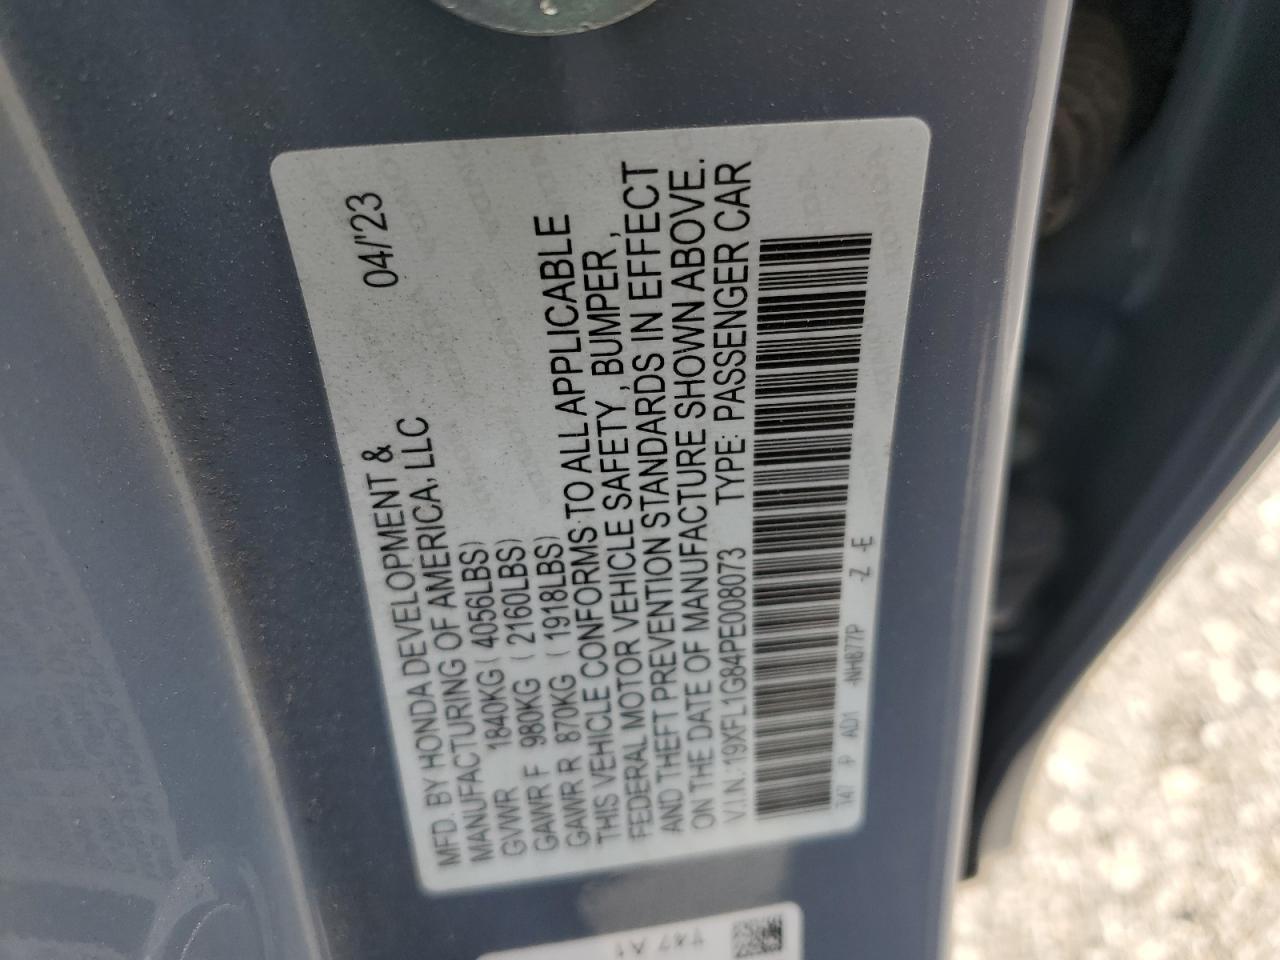 MFD. BY HONDA DEVELOPMENT & 04/'23
MANUFACTURING OF AMERICA, LLC
GVWR 1840KG ( 4056LBS)
GAWR F 980KG ( 2160LBS)
GAWR R 870KG ( 1918LBS)
THIS VEHICLE CONFORMS TO ALL APPLICABLE
FEDERAL MOTOR VEHICLE SAFETY , BUMPER ,
AND THEFT PREVENTION STANDARDS IN EFFECT
ON THE DATE OF MANUFACTURE SHOWN ABOVE.
V.I.N. 19XFL1G84PE008073 TYPE: PASSENGER CAR
T47 P AD1 NH877P -Z -E